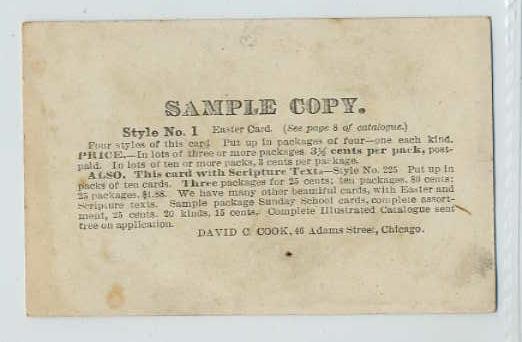 SAMPLE COPY.
Style No. 1 Easter Card. (See page 8 of catalogue.)
Four styles of this card Put up in packages of four—one each kind.
PRICE.—In lots of three or more packages 3½ cents per pack, post-
paid. In lots of ten or more packs, 3 cents per package.
ALSO. This card with Scripture Texts—Style No. 225 Put up in
packs of ten cards. Three packages for 25 cents; ten packages, 80 cents;
25 packages, $1.88. We have many other beautiful cards, with Easter and
Scripture texts. Sample package Sunday School cards, complete assort-
ment, 25 cents. 20 kinds, 15 cents. Complete Illustrated Catalogue sent
free on application.
DAVID C. COOK, 46 Adams Street, Chicago.